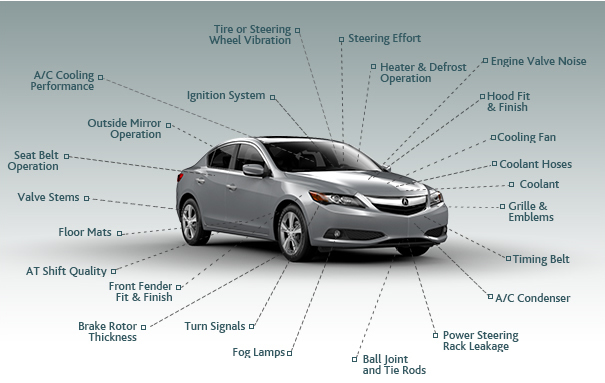 Tire or Steering
Wheel Vibration
Steering Effort
Heater & Defrost
Operation
Engine Valve Noise
A/C Cooling
Performance
Ignition System
Hood Fit
& Finish
Outside Mirror
Operation
Cooling Fan
Seat Belt
Operation
Coolant Hoses
Coolant
Valve Stems
Grille &
Emblems
Floor Mats
Timing Belt
AT Shift Quality
Front Fender
Fit & Finish
A/C Condenser
Brake Rotor
Thickness
Turn Signals
Power Steering
Rack Leakage
Fog Lamps
Ball Joint
and Tie Rods